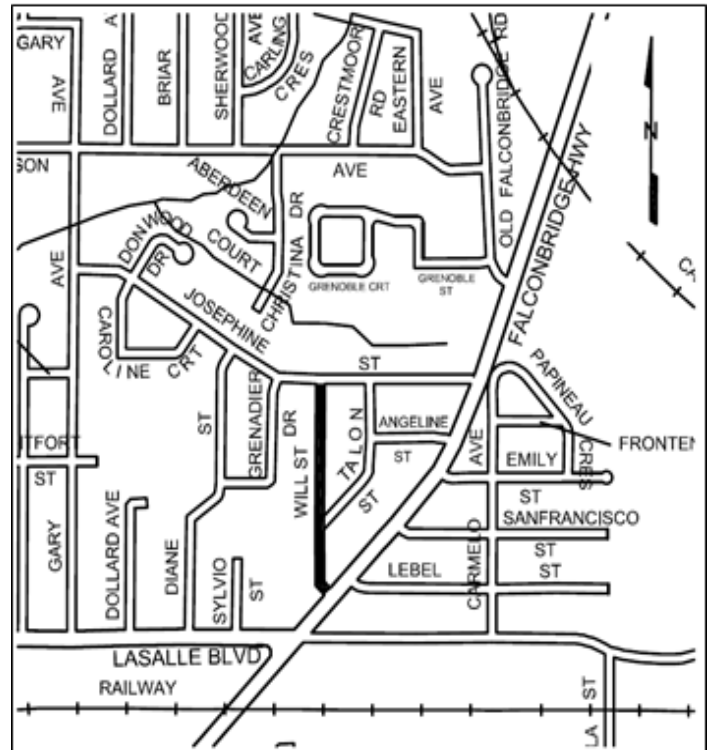 GARY
AVE
DOLLARD A
BRIAR
SHERWOOD
AVE
CARLING
CRES
CRESTMOOR
RD
EASTERN
AVE
OLD FALCONBRIDGE RD
FALCONBRIDGE HWY
N
SON
ABERDEEN
AVE
COURT
DONWOOD
DR
CHRISTINA DR
GRENOBLE CRT
GRENOBLE
ST
AVE
JOSEPHINE
ST
CAROLINE CRT
PAPINEAU
CRES
GRENADIER
DR
ST
WILL ST
TALON
ST
ANGELINE
ST
AVE
FRONTEN
EMILY
ST
TFORT
ST
SANFRANCISCO
ST
GARY
DOLLARD AVE
DIANE
SYLVIO
ST
LEBEL
ST
CARMELO
LASALLE BLVD
RAILWAY
ST
LA